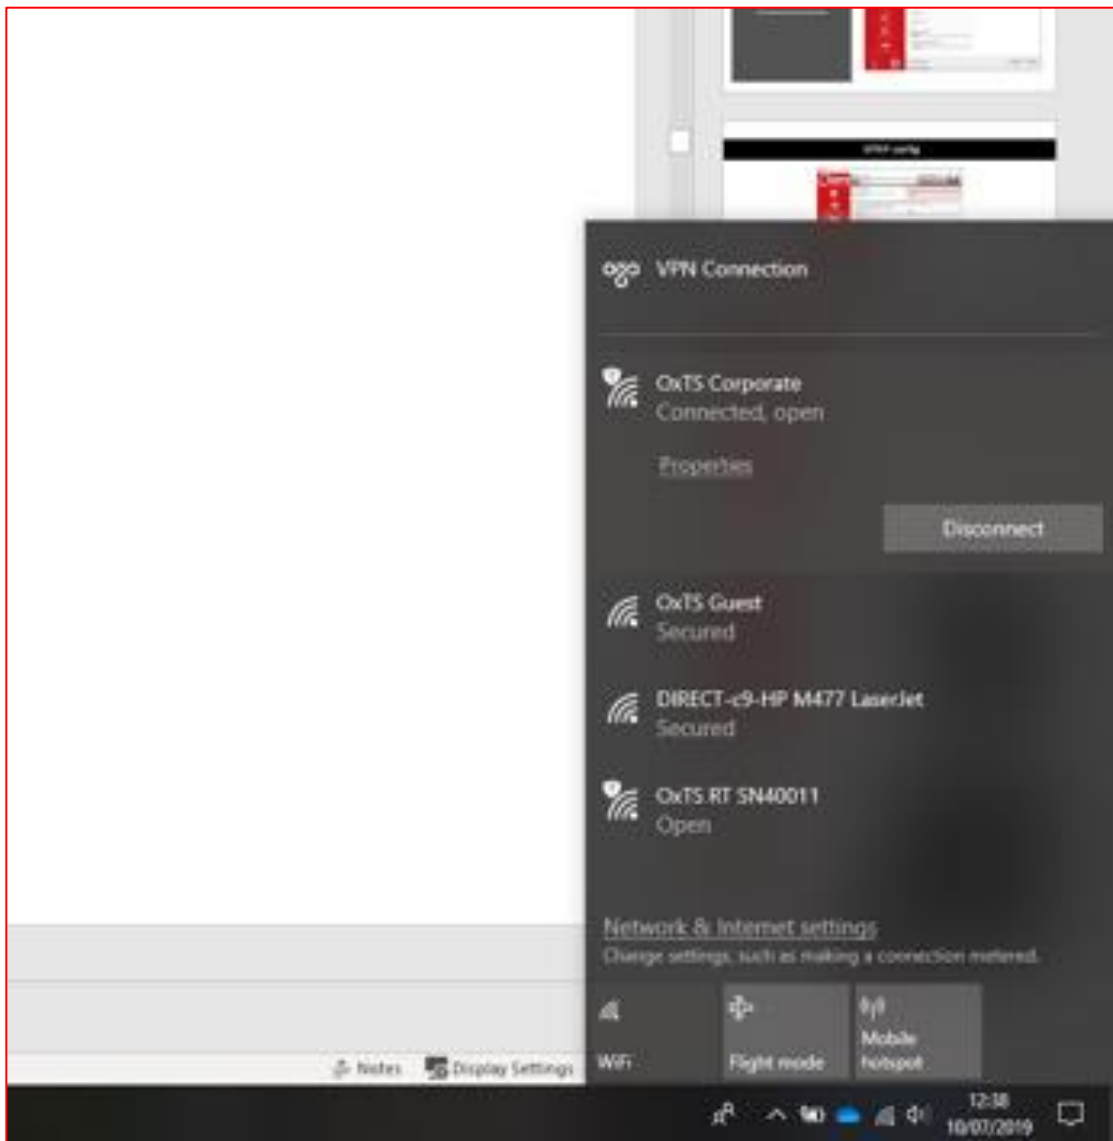 VPN Connection
OxTS Corporate
Connected, open
Properties
Disconnect
OxTS Guest
Secured
DIRECT-c9-HP M477 LaserJet
Secured
OxTS RT SN40011
Open
Network & Internet settings
Change settings, such as making a connection metered.
WiFi
Flight mode
Mobile
hotspot
Notes
Display Settings
12:38
10/07/2019